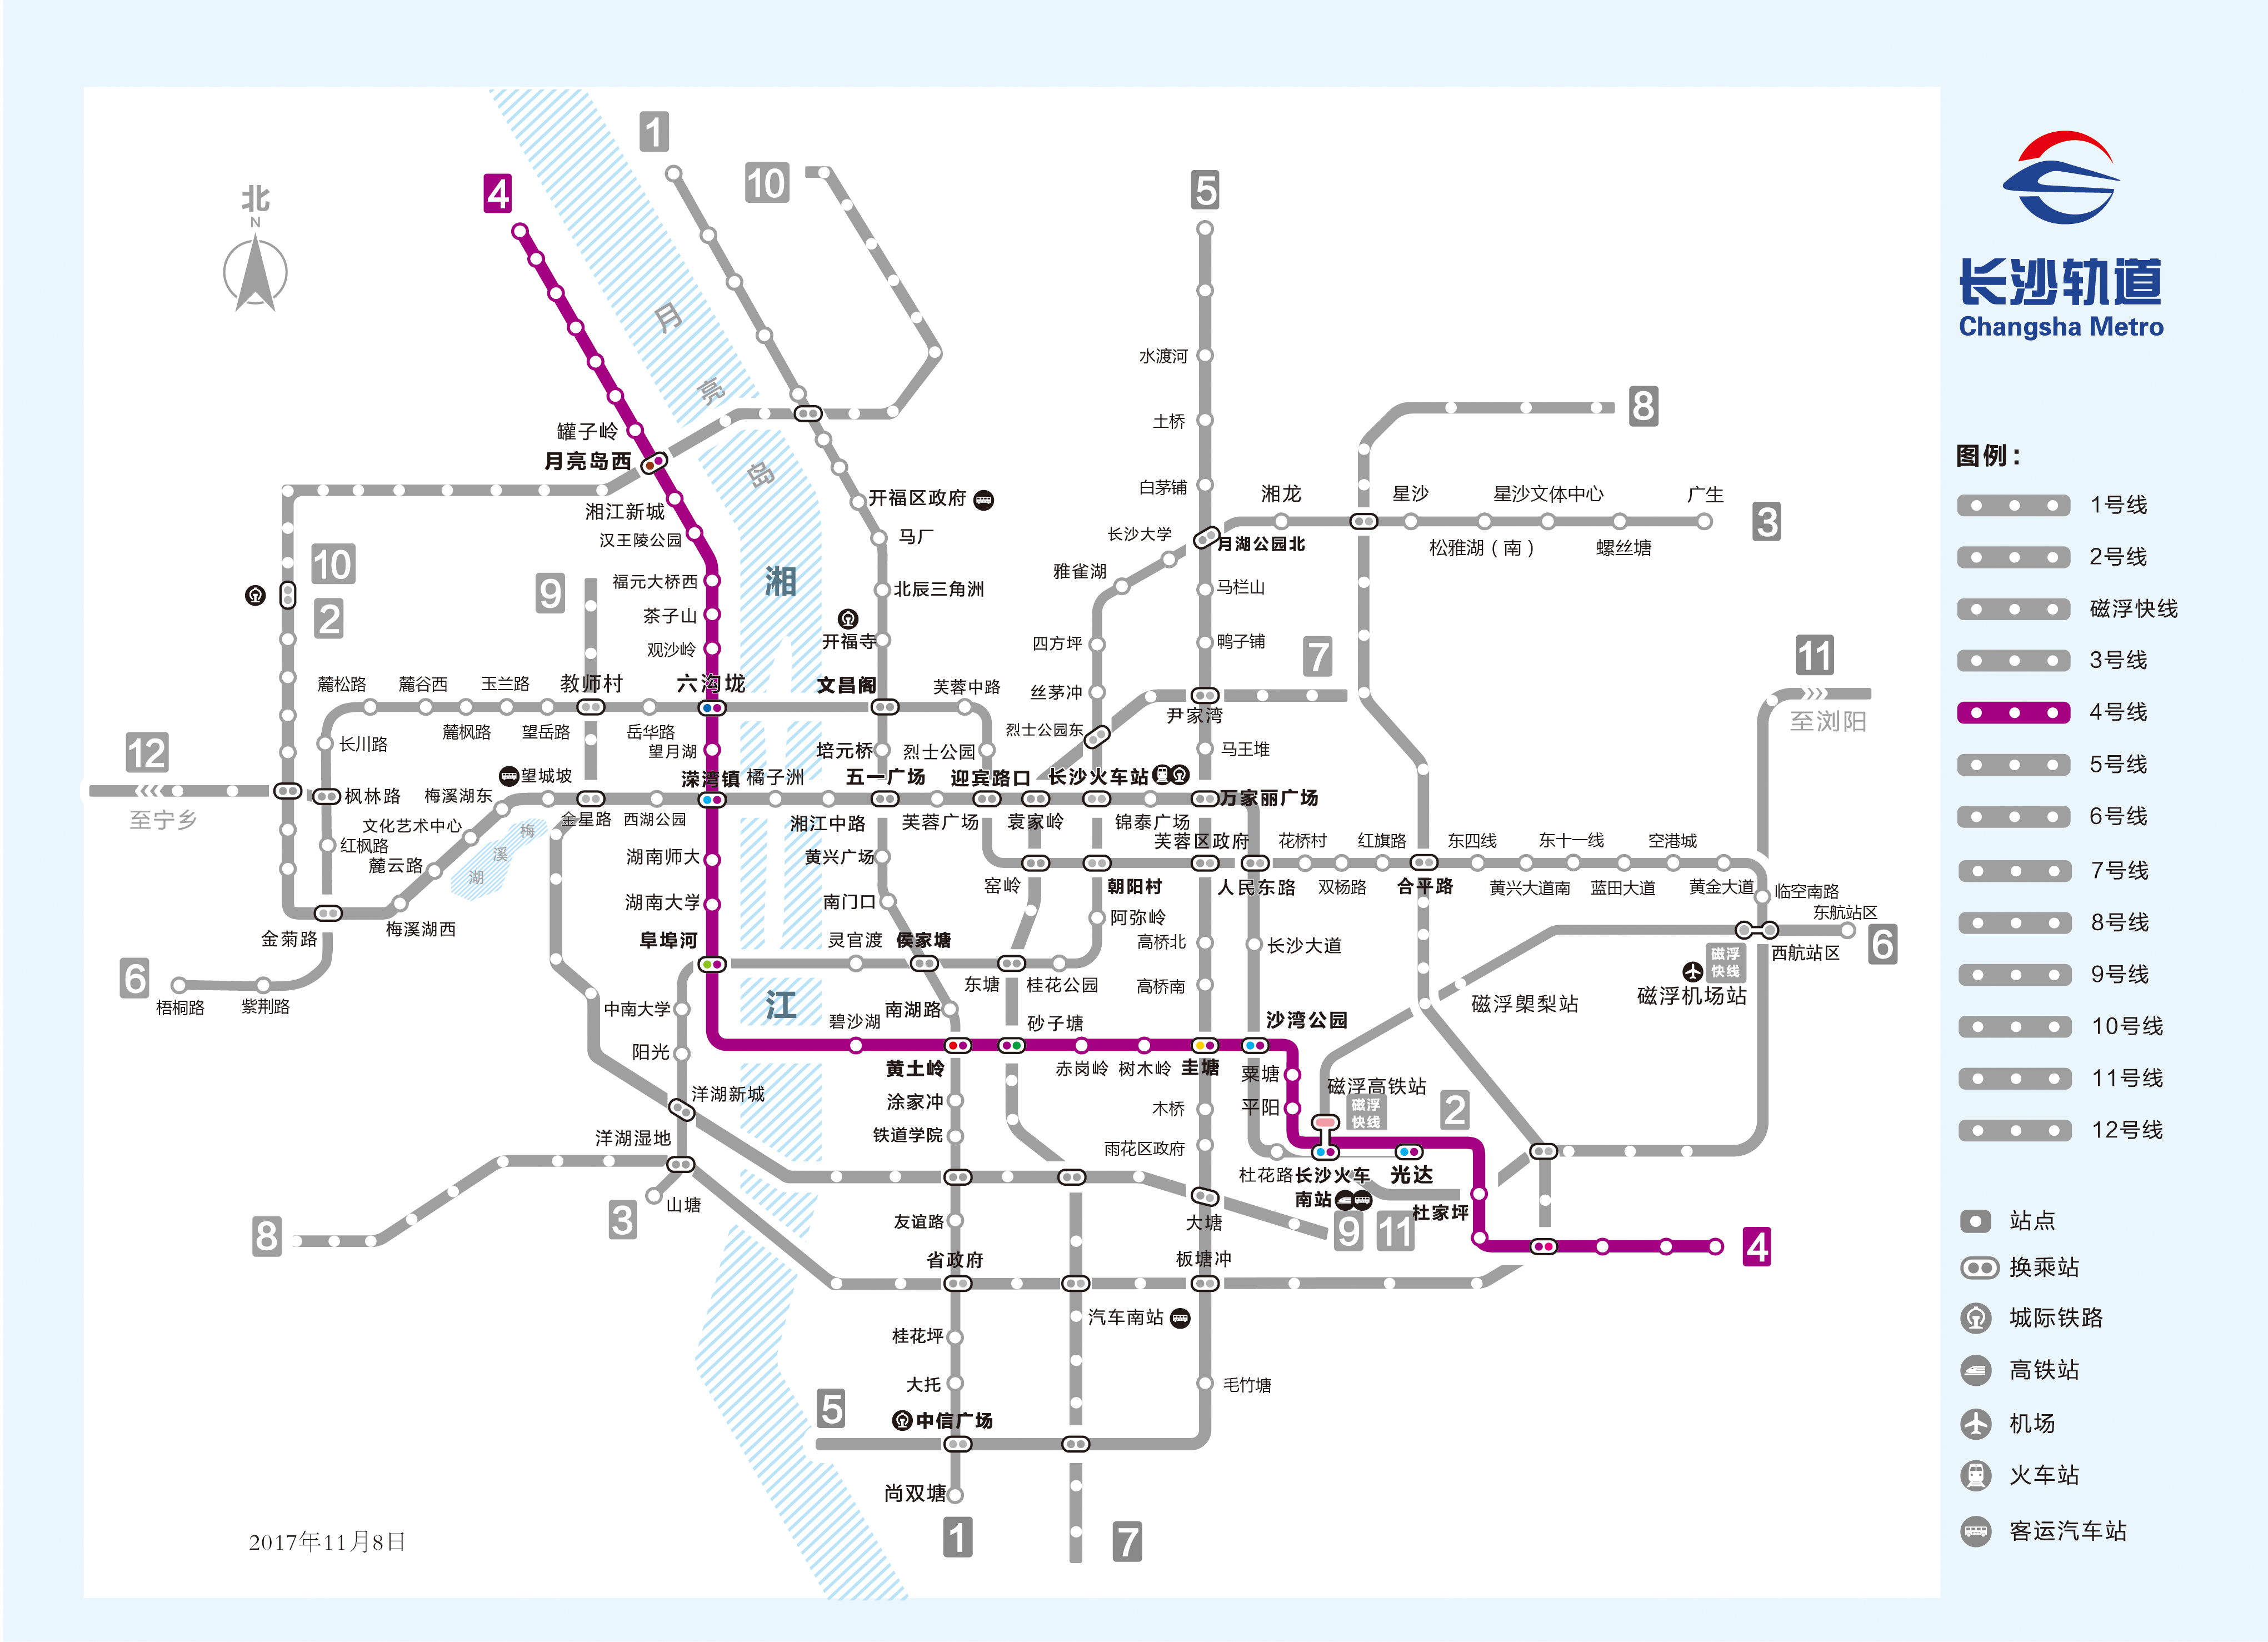 北
N
1
10
4
5
8
月
亮
岛
水渡河
土桥
白茅铺
罐子岭
月亮岛西
湘江新城
汉王陵公园
福元大桥西
茶子山
观沙岭
开福区政府
马厂
北辰三角洲
开福寺
长沙大学
雅雀湖
四方坪
丝茅冲
烈士公园东
月湖公园北
马栏山
鸭子铺
湘龙
星沙
星沙文体中心
广生
松雅湖（南）
螺丝塘
3
湘
江
10
2
9
7
11
至浏阳
12
至宁乡
麓松路
麓谷西
玉兰路
教师村
六沟垅
文昌阁
芙蓉中路
尹家湾
长川路
麓枫路
望岳路
岳华路
望月湖
培元桥
烈士公园
马王堆
望城坡
溁湾镇
橘子洲
五一广场
迎宾路口
长沙火车站
万家丽广场
枫林路
梅溪湖东
金星路
西湖公园
湘江中路
芙蓉广场
袁家岭
锦泰广场
文化艺术中心
红枫路
麓云路
梅
溪
湖
湖南师大
黄兴广场
芙蓉区政府
花桥村
红旗路
东四线
东十一线
空港城
窑岭
朝阳村
人民东路
双杨路
合平路
黄兴大道南
蓝田大道
黄金大道
临空南路
湖南大学
南门口
阿弥岭
东航站区
金菊路
梅溪湖西
阜埠河
灵官渡
侯家塘
高桥北
长沙大道
6
西航站区
磁浮
快线
磁浮机场站
6
梧桐路
紫荆路
中南大学
东塘
桂花公园
高桥南
磁浮㮾梨站
南湖路
碧沙湖
砂子塘
沙湾公园
阳光
黄土岭
赤岗岭
树木岭
圭塘
粟塘
磁浮高铁站
磁浮
快线
2
洋湖新城
涂家冲
木桥
平阳
洋湖湿地
铁道学院
雨花区政府
杜花路
长沙火车
南站
光达
杜家坪
3
山塘
友谊路
大塘
9
11
8
4
省政府
板塘冲
汽车南站
桂花坪
大托
毛竹塘
5
中信广场
尚双塘
1
7
2017年11月8日
长沙轨道
Changsha Metro
图例：
1号线
2号线
磁浮快线
3号线
4号线
5号线
6号线
7号线
8号线
9号线
10号线
11号线
12号线
站点
换乘站
城际铁路
高铁站
机场
火车站
客运汽车站